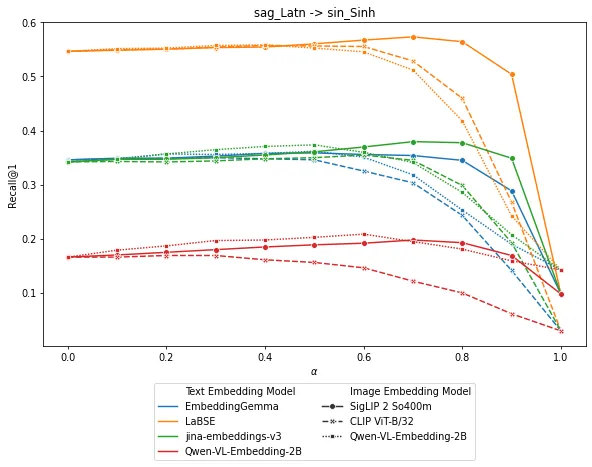 sag_Latn -> sin_Sinh
Recall@1
0.6
0.5
0.4
0.3
0.2
0.1
0.0 0.2 0.4 0.6 0.8 1.0
α
Text Embedding Model
EmbeddingGemma
LaBSE
jina-embeddings-v3
Qwen-VL-Embedding-2B
Image Embedding Model
SigLIP 2 So400m
CLIP ViT-B/32
Qwen-VL-Embedding-2B